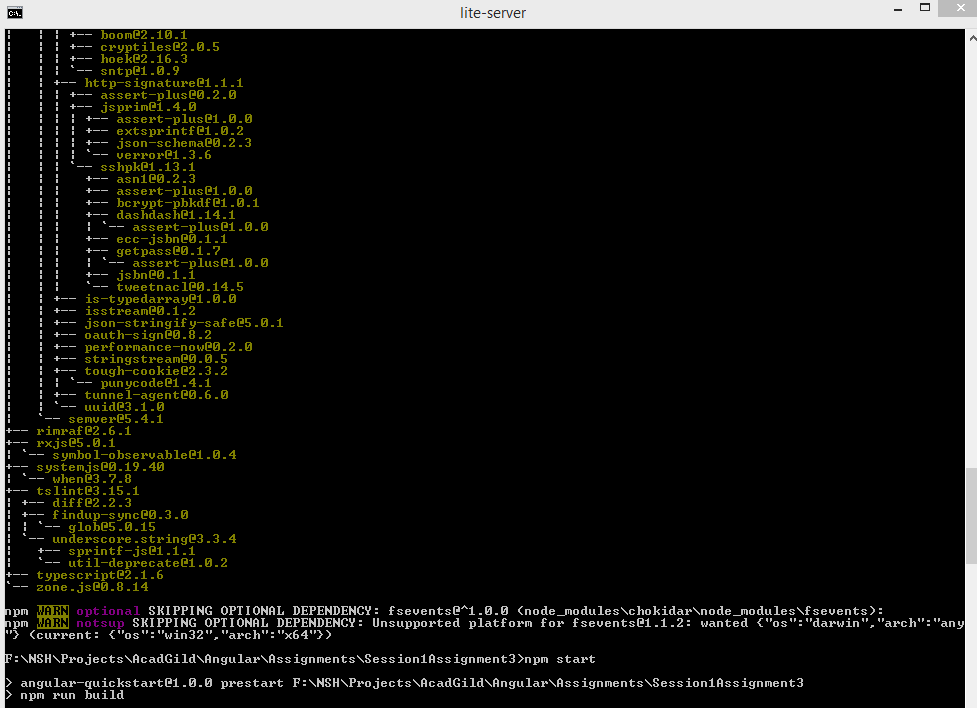 lite-server
¦ ¦ ¦ +-- boom@2.10.1
¦ ¦ ¦ +-- cryptiles@2.0.5
¦ ¦ ¦ +-- hoek@2.16.3
¦ ¦ ¦ `-- sntp@1.0.9
¦ ¦ +-- http-signature@1.1.1
¦ ¦ ¦ +-- assert-plus@0.2.0
¦ ¦ ¦ +-- jsprim@1.4.0
¦ ¦ ¦ ¦ +-- assert-plus@1.0.0
¦ ¦ ¦ ¦ +-- extsprintf@1.0.2
¦ ¦ ¦ ¦ +-- json-schema@0.2.3
¦ ¦ ¦ ¦ `-- verror@1.3.6
¦ ¦ ¦ `-- sshpk@1.13.1
¦ ¦ ¦   +-- asn1@0.2.3
¦ ¦ ¦   +-- assert-plus@1.0.0
¦ ¦ ¦   +-- bcrypt-pbkdf@1.0.1
¦ ¦ ¦   +-- dashdash@1.14.1
¦ ¦ ¦   ¦ `-- assert-plus@1.0.0
¦ ¦ ¦   +-- ecc-jsbn@0.1.1
¦ ¦ ¦   +-- getpass@0.1.7
¦ ¦ ¦   ¦ `-- assert-plus@1.0.0
¦ ¦ ¦   +-- jsbn@0.1.1
¦ ¦ ¦   `-- tweetnacl@0.14.5
¦ ¦ +-- is-typedarray@1.0.0
¦ ¦ +-- isstream@0.1.2
¦ ¦ +-- json-stringify-safe@5.0.1
¦ ¦ +-- oauth-sign@0.8.2
¦ ¦ +-- performance-now@0.2.0
¦ ¦ +-- stringstream@0.0.5
¦ ¦ +-- tough-cookie@2.3.2
¦ ¦ ¦ `-- punycode@1.4.1
¦ ¦ +-- tunnel-agent@0.6.0
¦ ¦ `-- uuid@3.1.0
¦ `-- semver@5.4.1
+-- rimraf@2.6.1
+-- rxjs@5.0.1
¦ `-- symbol-observable@1.0.4
+-- systemjs@0.19.40
¦ `-- when@3.7.8
+-- tslint@3.15.1
¦ +-- diff@2.2.3
¦ +-- findup-sync@0.3.0
¦ ¦ `-- glob@5.0.15
¦ `-- underscore.string@3.3.4
¦   +-- sprintf-js@1.1.1
¦   `-- util-deprecate@1.0.2
+-- typescript@2.1.6
`-- zone.js@0.8.14
npm WARN optional SKIPPING OPTIONAL DEPENDENCY: fsevents@^1.0.0 (node_modules\chokidar\node_modules\fsevents):
npm WARN notsup SKIPPING OPTIONAL DEPENDENCY: Unsupported platform for fsevents@1.1.2: wanted {"os":"darwin","arch":"any
"} (current: {"os":"win32","arch":"x64"})
F:\NSH\Projects\AcadGild\Angular\Assignments\Session1Assignment3>npm start
> angular-quickstart@1.0.0 prestart F:\NSH\Projects\AcadGild\Angular\Assignments\Session1Assignment3
> npm run build